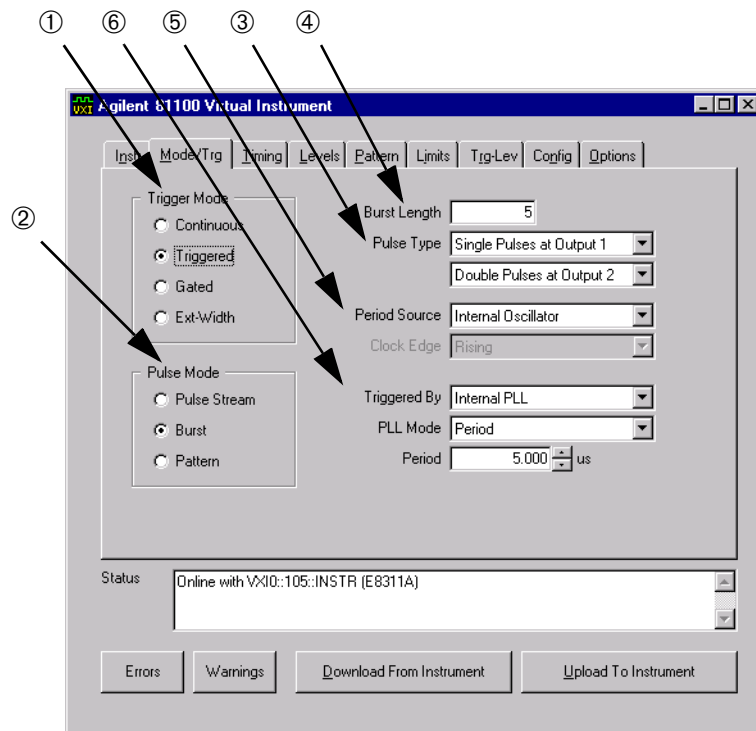 ① ⑥ ⑤ ③ ④
Agilent 81100 Virtual Instrument
Instr Mode/Trg Timing Levels Pattern Limits Trg-Lev Config Options
②
Trigger Mode
Continuous
Triggered
Gated
Ext-Width
Pulse Mode
Pulse Stream
Burst
Pattern
Burst Length 5
Pulse Type Single Pulses at Output 1
Double Pulses at Output 2
Period Source Internal Oscillator
Clock Edge Rising
Triggered By Internal PLL
PLL Mode Period
Period 5.000 us
Status Online with VXI0::105::INSTR (E8311A)
Errors Warnings Download From Instrument Upload To Instrument